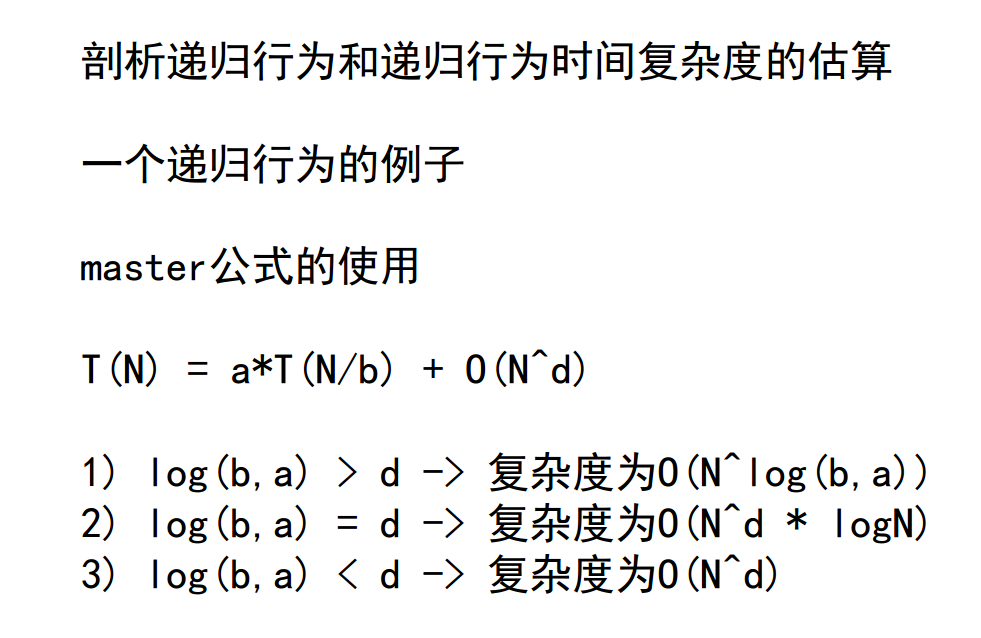 剖析递归行为和递归行为时间复杂度的估算
一个递归行为的例子
master公式的使用
T(N) = a*T(N/b) + O(N^d)
1) log(b,a) > d -> 复杂度为O(N^log(b,a))
2) log(b,a) = d -> 复杂度为O(N^d * logN)
3) log(b,a) < d -> 复杂度为O(N^d)